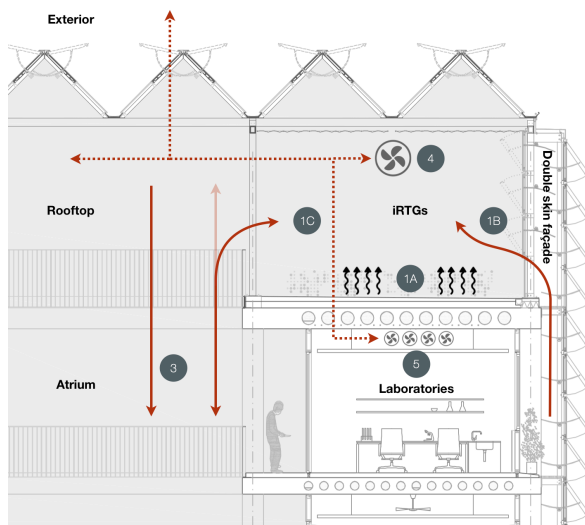 Exterior
4
Double skin façade
Rooftop
1C
iRTGs
1B
1A
3
5
Atrium
Laboratories